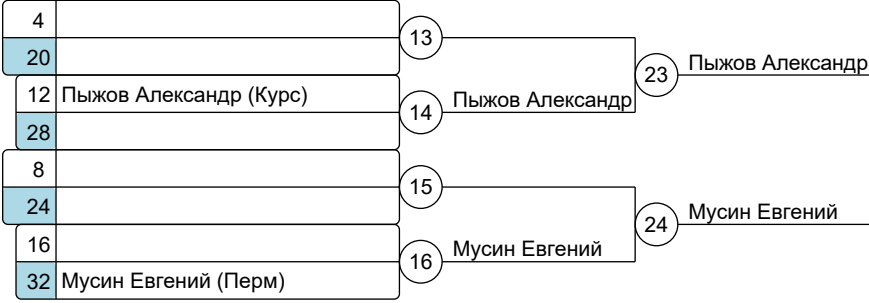 4
20
13
12 Пыжов Александр (Курс)
28
14
Пыжов Александр
23
Пыжов Александр
8
24
15
16
32 Мусин Евгений (Перм)
16
Мусин Евгений
24
Мусин Евгений